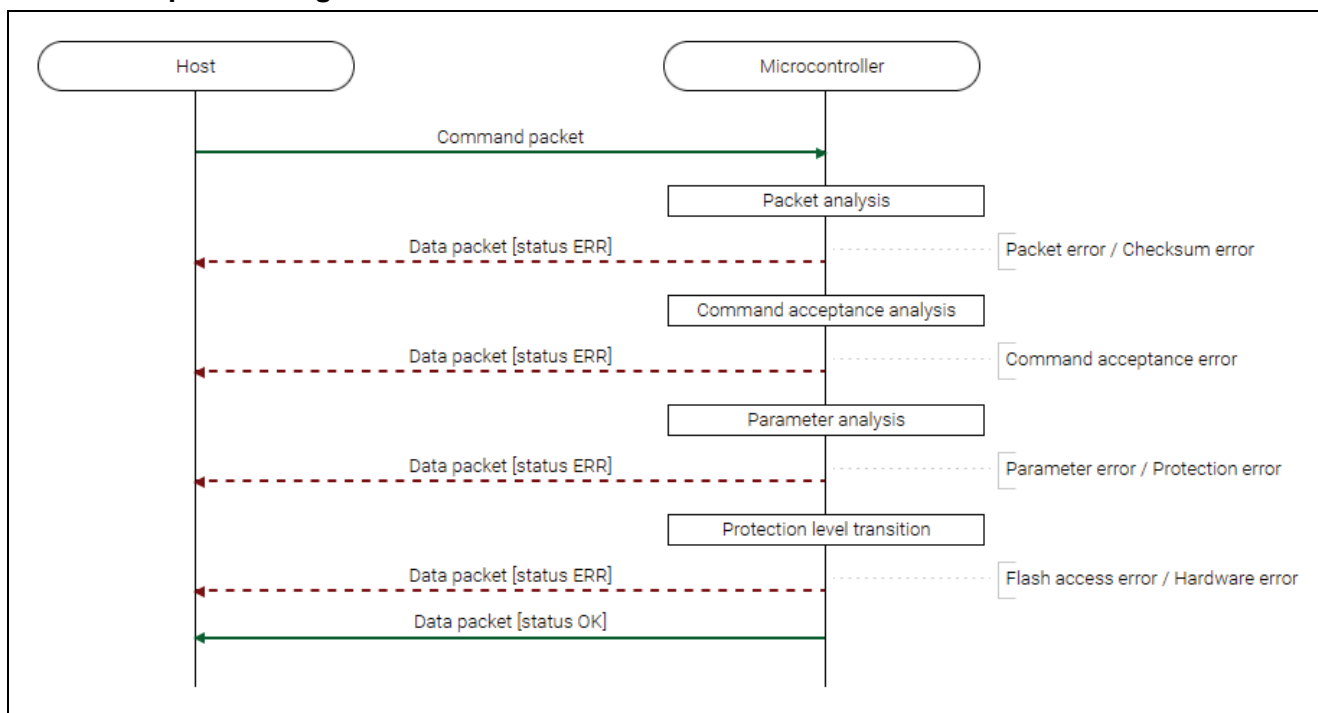 Host
Microcontroller
Command packet
Packet analysis
Data packet [status ERR]
Packet error / Checksum error
Command acceptance analysis
Data packet [status ERR]
Command acceptance error
Parameter analysis
Data packet [status ERR]
Parameter error / Protection error
Protection level transition
Data packet [status ERR]
Flash access error / Hardware error
Data packet [status OK]